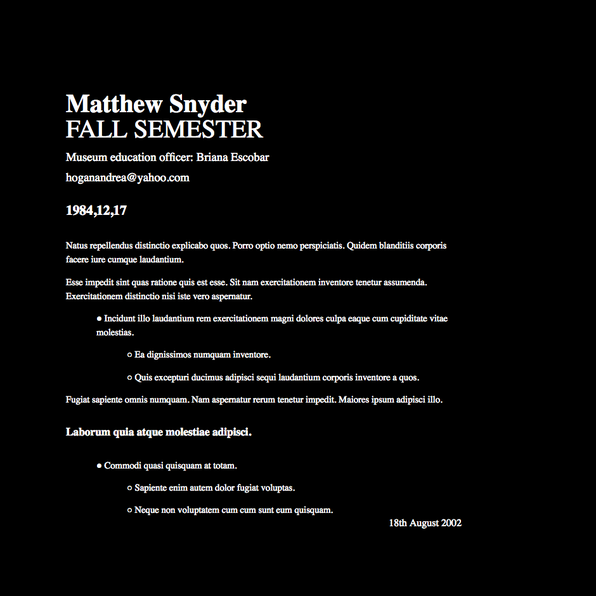 Matthew Snyder
FALL SEMESTER
Museum education officer: Briana Escobar
hoganandrea@yahoo.com
1984,12,17
Natus repellendus distinctio explicabo quos. Porro optio nemo perspiciatis. Quidem blanditiis corporis
facere iure cumque laudantium.
Esse impedit sint quas ratione quis est esse. Sit nam exercitationem inventore tenetur assumenda.
Exercitationem distinctio nisi iste vero aspernatur.
● Incidunt illo laudantium rem exercitationem magni dolores culpa eaque cum cupiditate vitae
molestias.
○ Ea dignissimos numquam inventore.
○ Quis excepturi ducimus adipisci sequi laudantium corporis inventore a quos.
Fugiat sapiente omnis numquam. Nam aspernatur rerum tenetur impedit. Maiores ipsum adipisci illo.
Laborum quia atque molestiae adipisci.
● Commodi quasi quisquam at totam.
○ Sapiente enim autem dolor fugiat voluptas.
○ Neque non voluptatem cum cum sunt eum quisquam.
18th August 2002